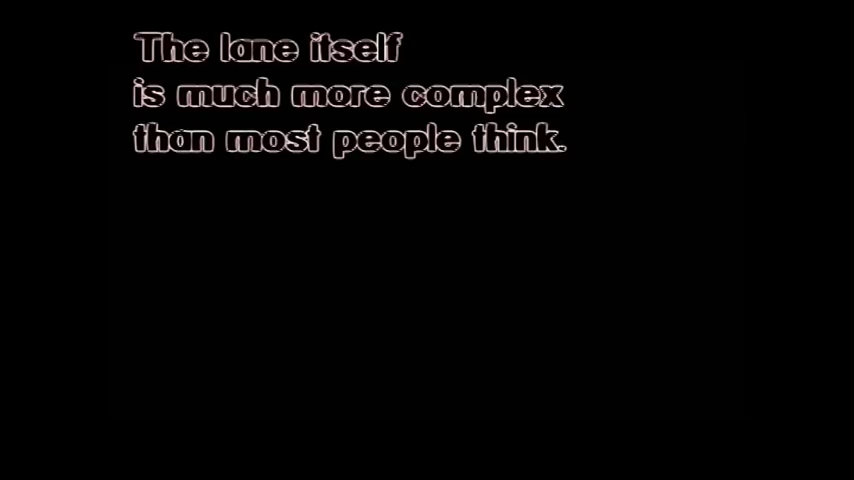 The lane itself
is much more complex
than most people think.